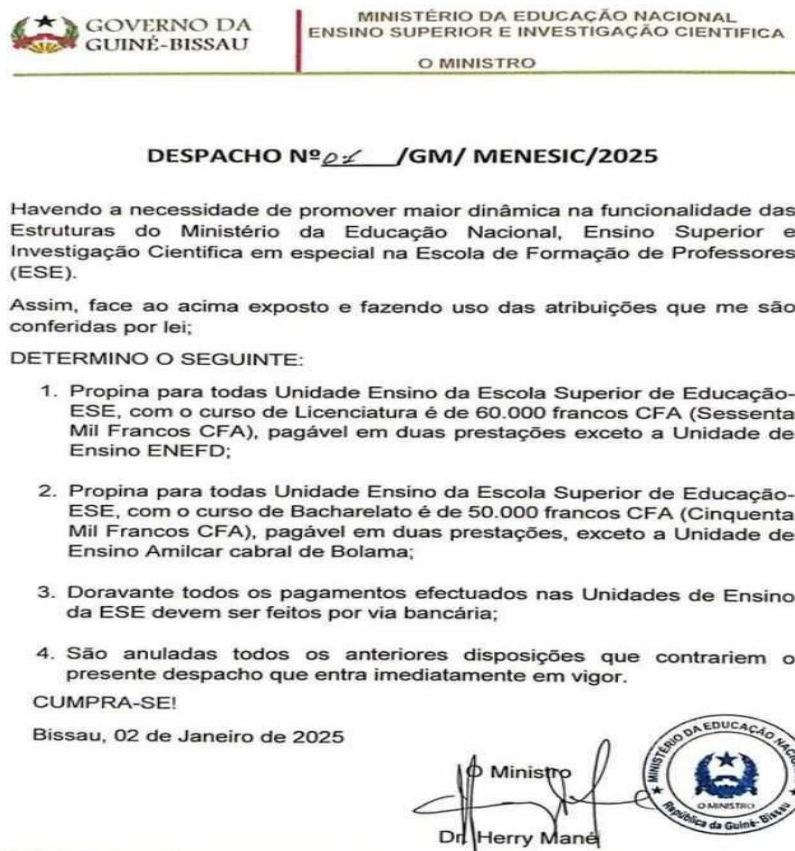 GOVERNO DA
GUINÉ-BISSAU
MINISTÉRIO DA EDUCAÇÃO NACIONAL
ENSINO SUPERIOR E INVESTIGAÇÃO CIENTIFICA
O MINISTRO
DESPACHO Nº /GM/ MENESIC/2025
Havendo a necessidade de promover maior dinâmica na funcionalidade das
Estruturas do Ministério da Educação Nacional, Ensino Superior e
Investigação Cientifica em especial na Escola de Formação de Professores
(ESE).
Assim, face ao acima exposto e fazendo uso das atribuições que me são
conferidas por lei;
DETERMINO O SEGUINTE:
1. Propina para todas Unidade Ensino da Escola Superior de Educação-
ESE, com o curso de Licenciatura é de 60.000 francos CFA (Sessenta
Mil Francos CFA), pagável em duas prestações exceto a Unidade de
Ensino ENEFD;
2. Propina para todas Unidade Ensino da Escola Superior de Educação-
ESE, com o curso de Bacharelato é de 50.000 francos CFA (Cinquenta
Mil Francos CFA), pagável em duas prestações, exceto a Unidade de
Ensino Amilcar cabral de Bolama;
3. Doravante todos os pagamentos efectuados nas Unidades de Ensino
da ESE devem ser feitos por via bancária;
4. São anuladas todos os anteriores disposições que contrariem o
presente despacho que entra imediatamente em vigor.
CUMPRA-SE!
Bissau, 02 de Janeiro de 2025
O Ministro
Dr. Herry Mané
MINISTÉRIO DA EDUCAÇÃO
O MINISTRO
República da Guiné-Bissau